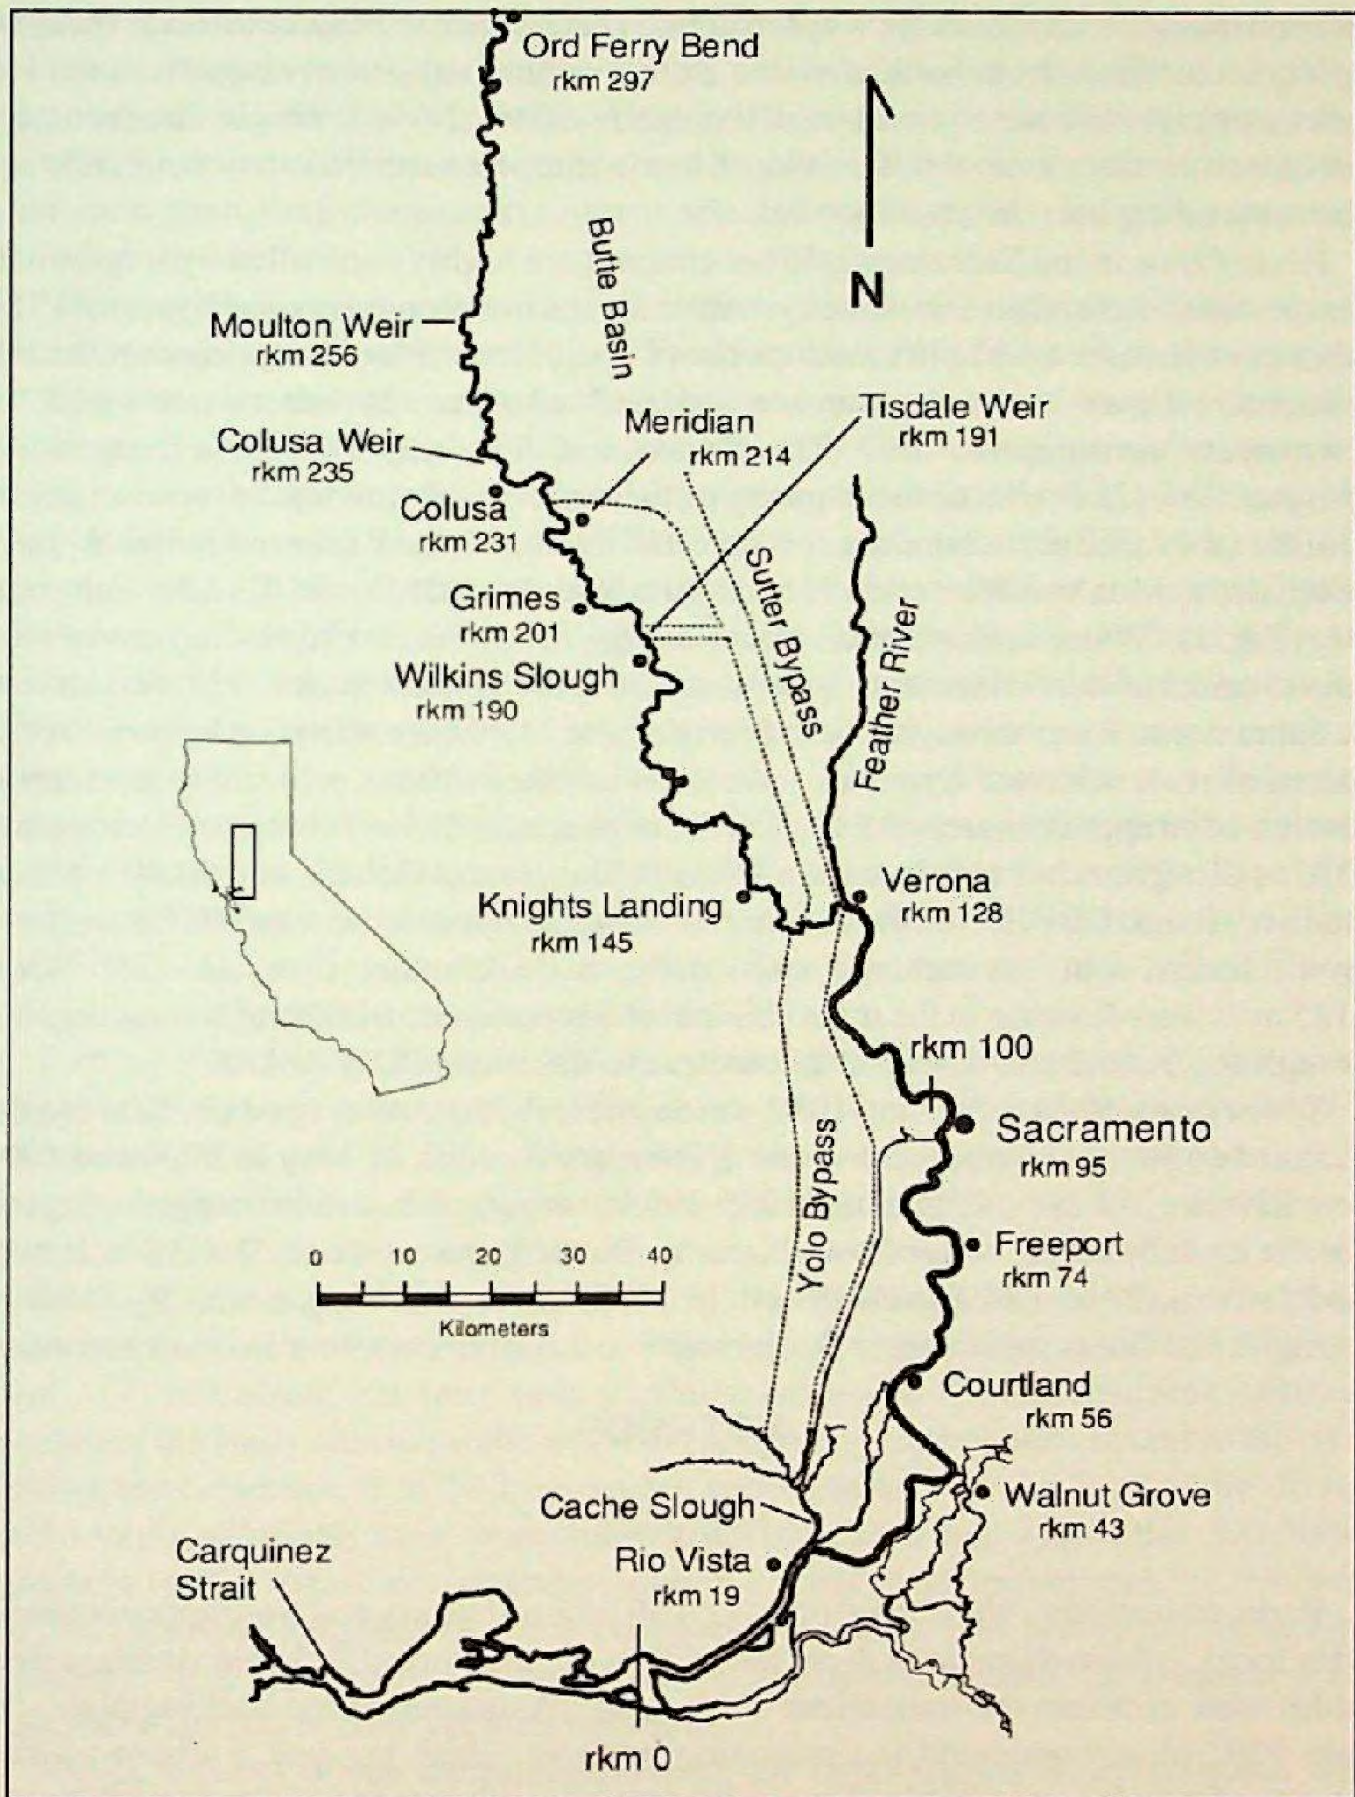 Ord Ferry Bend
rkm 297
N
Butte Basin
Moulton Weir
rkm 256
Tisdale Weir
rkm 191
Meridian
rkm 214
Colusa Weir
rkm 235
Colusa
rkm 231
Sutter Bypass
Feather River
Grimes
rkm 201
Wilkins Slough
rkm 190
Verona
rkm 128
Knights Landing
rkm 145
rkm 100
Sacramento
rkm 95
Yolo Bypass
Freeport
rkm 74
0 10 20 30 40
Kilometers
Courtland
rkm 56
Walnut Grove
rkm 43
Cache Slough
Rio Vista
rkm 19
Carquinez
Strait
rkm 0